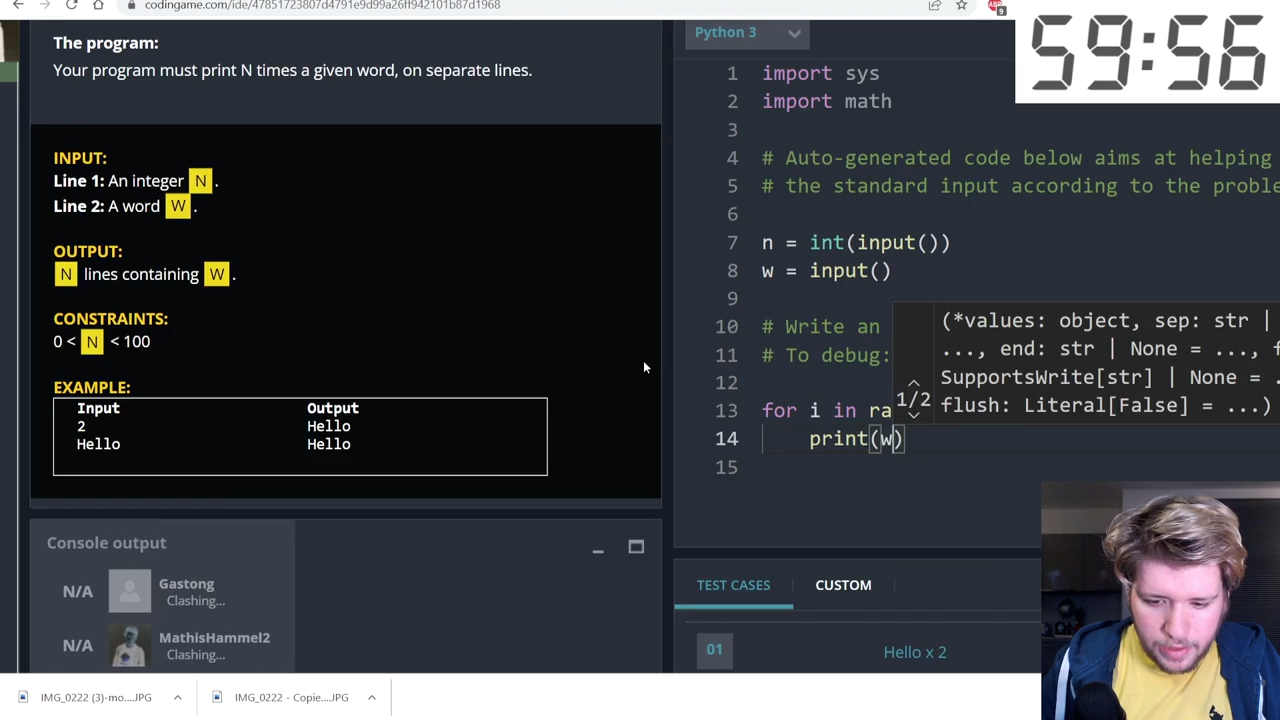 codingame.com/ide/47851723807d4791e9d99a26ff942101b87d1968
9
59:56
The program:
Your program must print N times a given word, on separate lines.
INPUT:
Line 1: An integer N .
Line 2: A word W .
OUTPUT:
N lines containing W .
CONSTRAINTS:
0 < N < 100
EXAMPLE:
Input Output
2 Hello
Hello Hello
Console output
N/A Gastong
Clashing...
N/A MathisHammel2
Clashing...
Python 3
1 import sys
2 import math
3
4 # Auto-generated code below aims at helping
5 # the standard input according to the proble
6
7 n = int(input())
8 w = input()
9
10 # Write an
11 # To debug:
12
13 for i in ra
14 print(w)
15
(*values: object, sep: str |
..., end: str | None = ..., f
SupportsWrite[str] | None = .
1/2 flush: Literal[False] = ...)
TEST CASES CUSTOM
01 Hello x 2
IMG_0222 (3)-mo....JPG IMG_0222 - Copie....JPG